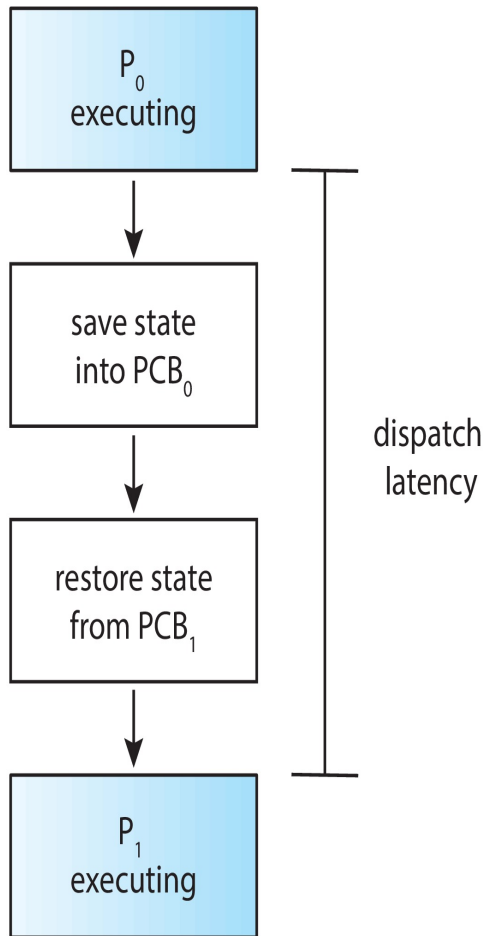 P₀
executing
save state
into PCB₀
dispatch
latency
restore state
from PCB₁
P₁
executing